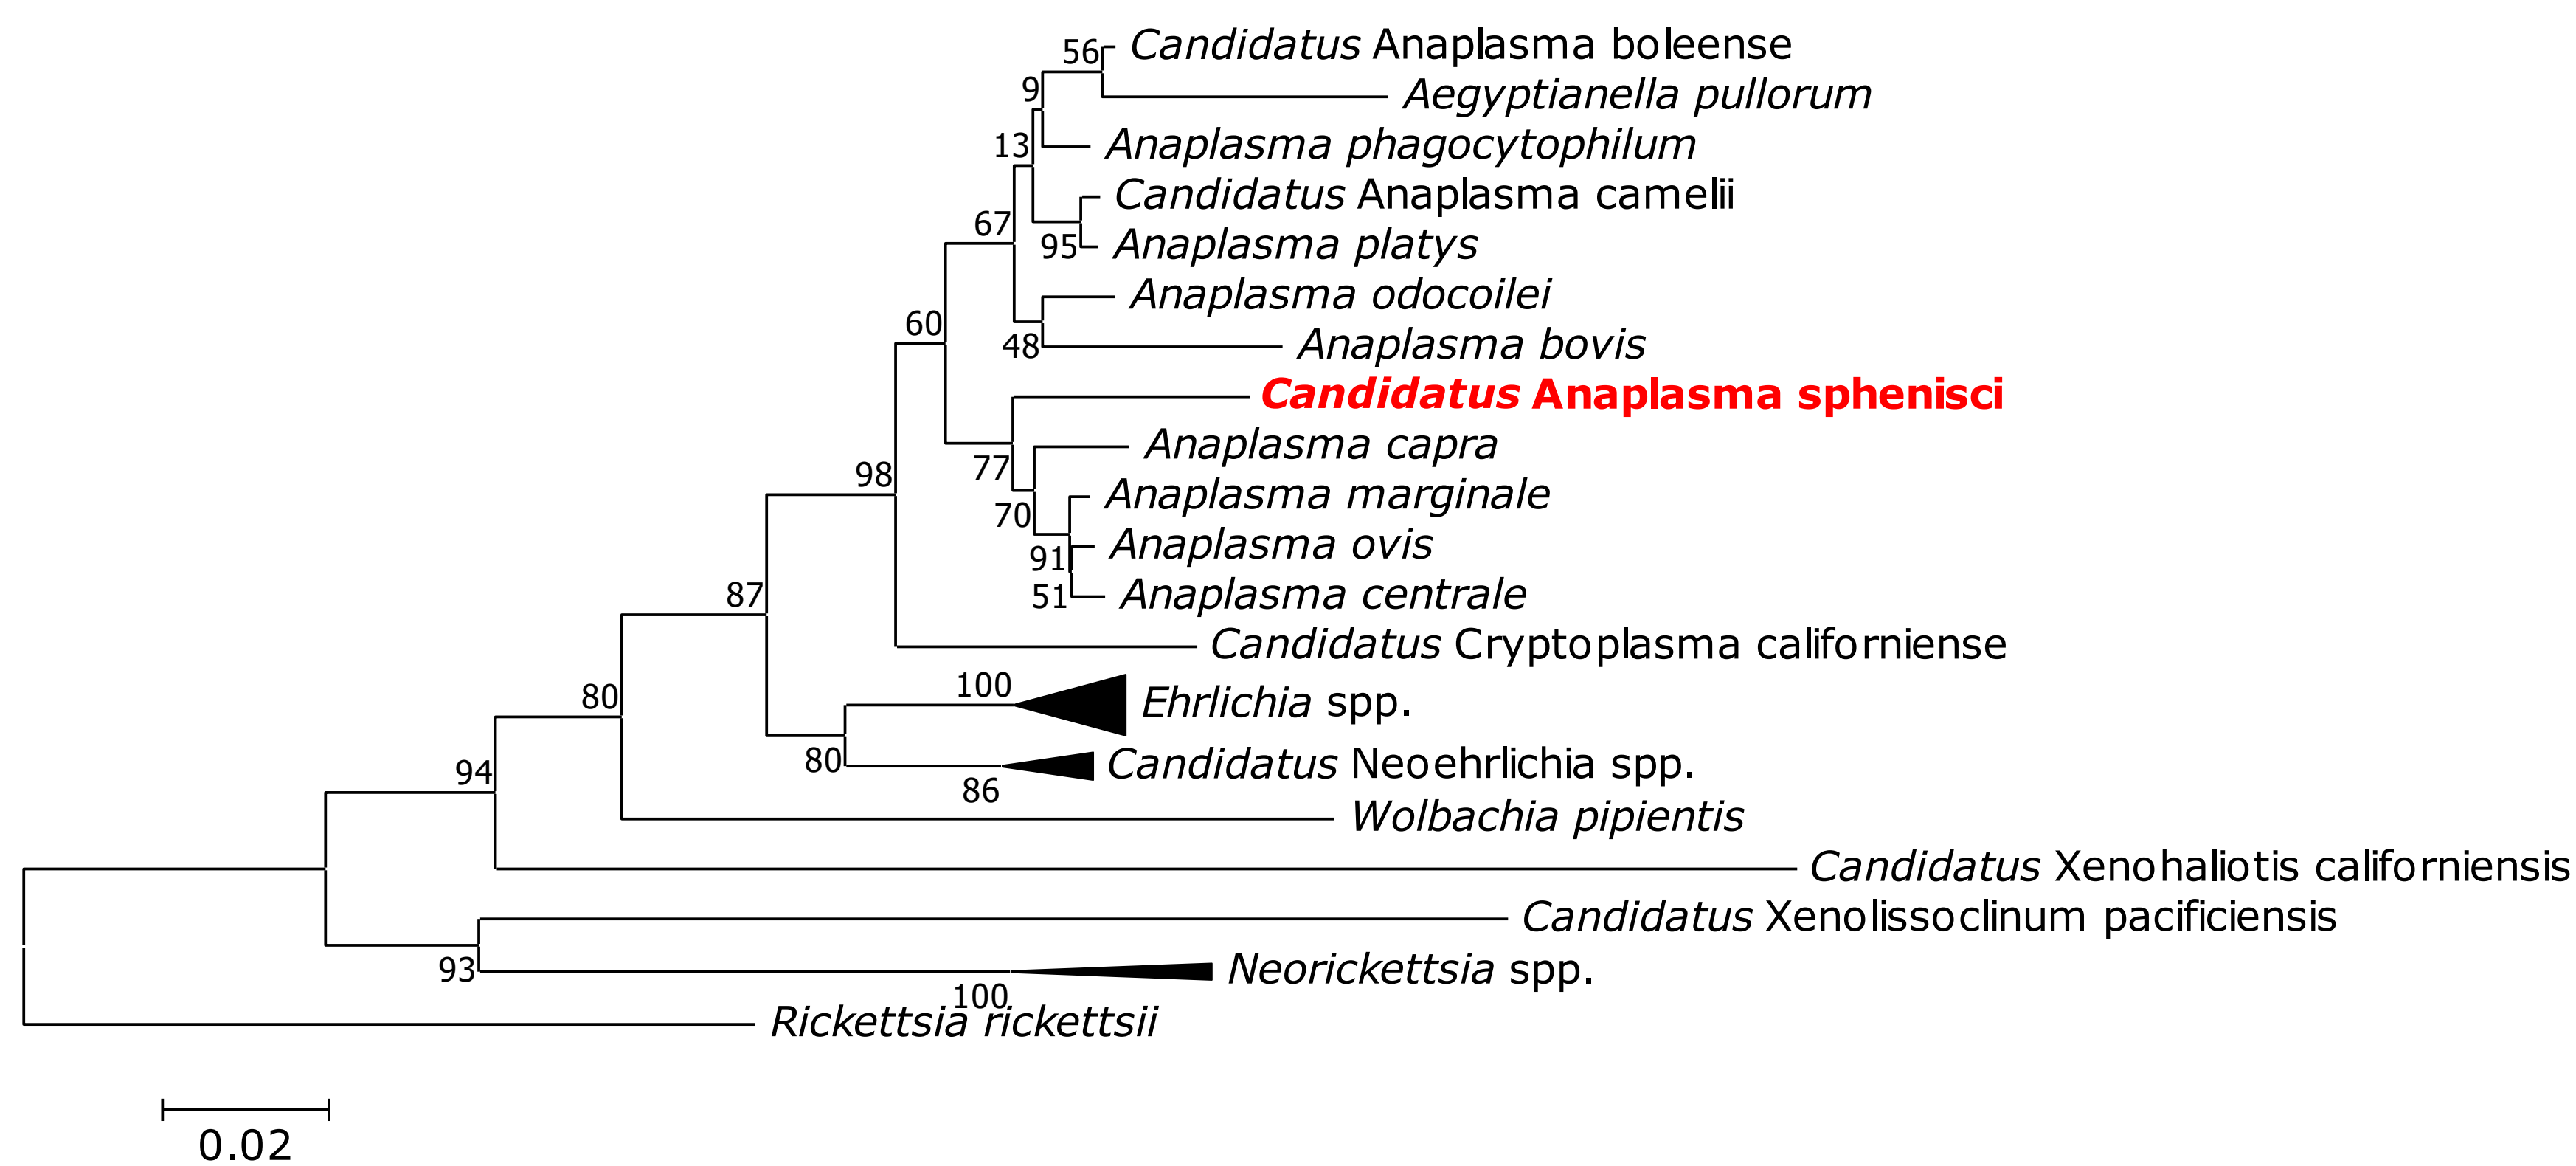 56 Candidatus Anaplasma boleense
9 Aegyptianella pullorum
13 Anaplasma phagocytophilum
Candidatus Anaplasma camelii
67 95 Anaplasma platys
Anaplasma odocoilei
60 48 Anaplasma bovis
Candidatus Anaplasma sphenisci
98 77 Anaplasma capra
70 Anaplasma marginale
91 Anaplasma ovis
87 51 Anaplasma centrale
Candidatus Cryptoplasma californiense
80 100 Ehrlichia spp.
94 80 86 Candidatus Neoehrlichia spp.
Wolbachia pipientis
Candidatus Xenohaliotis californiensis
Candidatus Xenolissoclinum pacificiensis
93 100 Neorickettsia spp.
Rickettsia rickettsii
0.02